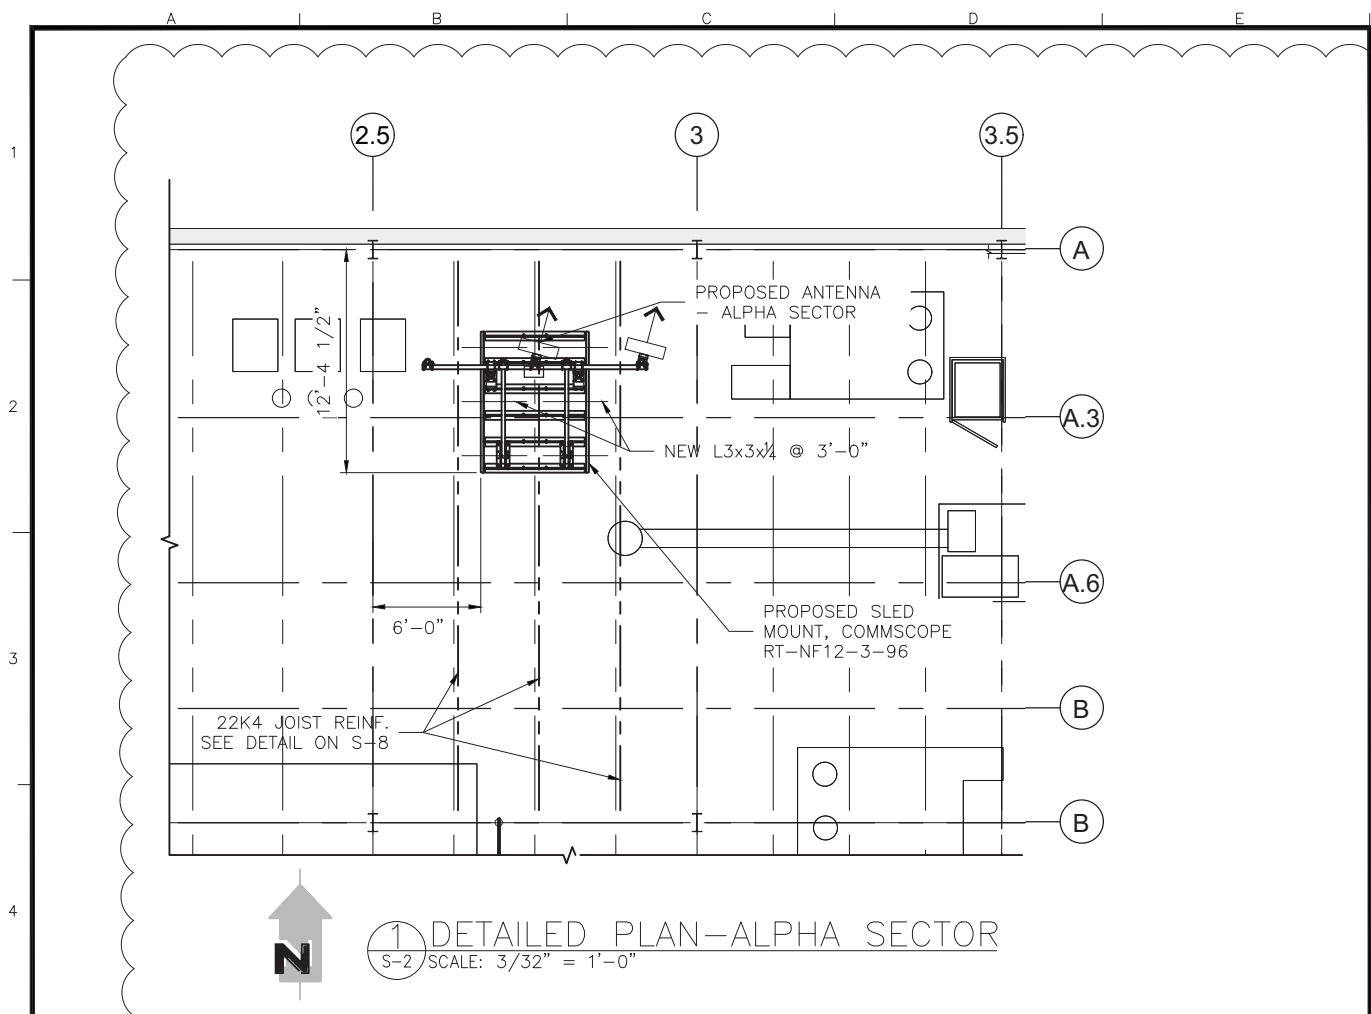 A B C D E
1
2
3
4
2.5
3
3.5
A
A.3
A.6
B
B
PROPOSED ANTENNA
- ALPHA SECTOR
12'-4 1/2"
NEW L3x3x1/4 @ 3'-0"
6'-0"
PROPOSED SLED
MOUNT, COMMSCOPE
RT-NF12-3-96
22K4 JOIST REINF.
SEE DETAIL ON S-8
N
1
S-2
DETAILED PLAN-ALPHA SECTOR
SCALE: 3/32" = 1'-0"